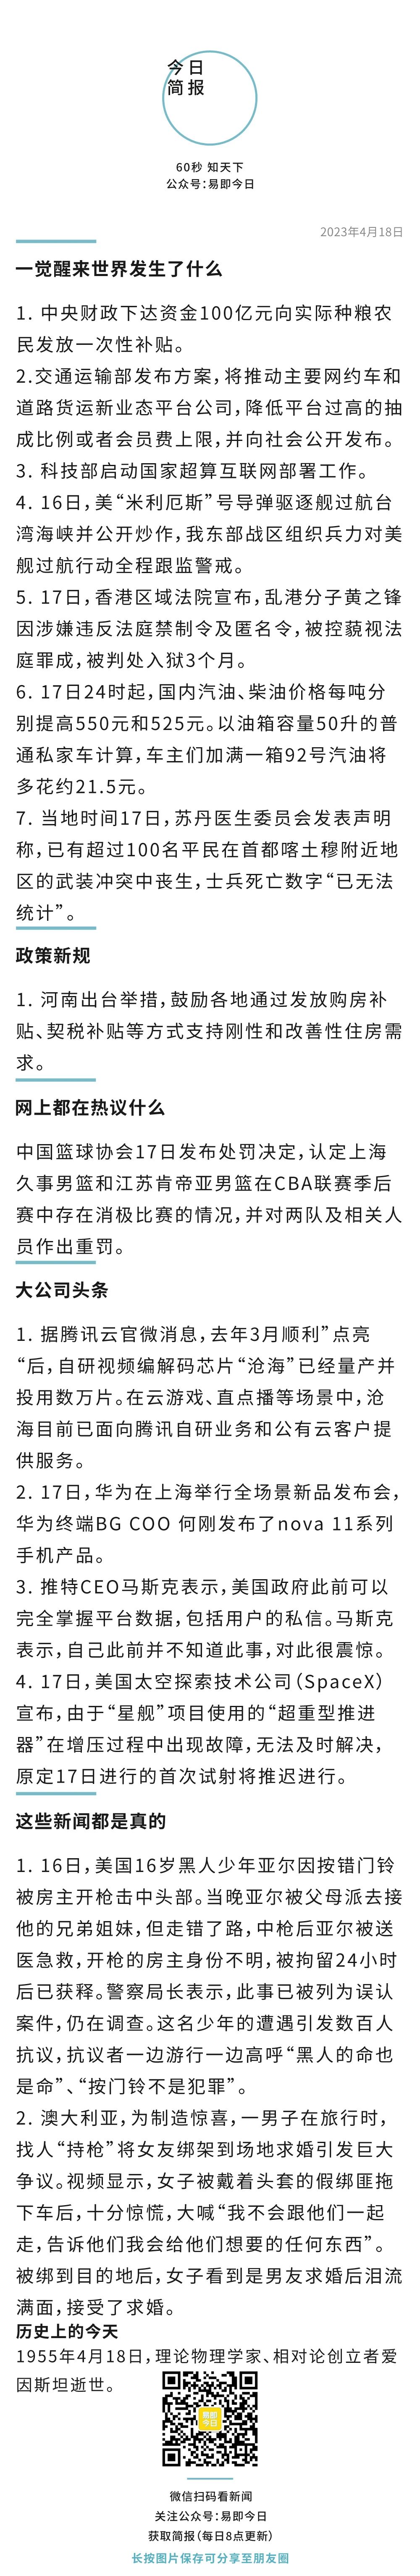 今日
简报
60秒 知天下
公众号：易即今日
2023年4月18日
一觉醒来世界发生了什么
1. 中央财政下达资金100亿元向实际种粮农
民发放一次性补贴。
2.交通运输部发布方案，将推动主要网约车和
道路货运新业态平台公司，降低平台过高的抽
成比例或者会员费上限，并向社会公开发布。
3. 科技部启动国家超算互联网部署工作。
4. 16日，美“米利厄斯”号导弹驱逐舰过航台
湾海峡并公开炒作，我东部战区组织兵力对美
舰过航行动全程跟监警戒。
5. 17日，香港区域法院宣布，乱港分子黄之锋
因涉嫌违反法庭禁制令及匿名令，被控藐视法
庭罪成，被判处入狱3个月。
6. 17日24时起，国内汽油、柴油价格每吨分
别提高550元和525元。以油箱容量50升的普
通私家车计算，车主们加满一箱92号汽油将
多花约21.5元。
7. 当地时间17日，苏丹医生委员会发表声明
称，已有超过100名平民在首都喀土穆附近地
区的武装冲突中丧生，士兵死亡数字“已无法
统计”。
政策新规
1. 河南出台举措，鼓励各地通过发放购房补
贴、契税补贴等方式支持刚性和改善性住房需
求。
网上都在热议什么
中国篮球协会17日发布处罚决定，认定上海
久事男篮和江苏肯帝亚男篮在CBA联赛季后
赛中存在消极比赛的情况，并对两队及相关人
员作出重罚。
大公司头条
1. 据腾讯云官微消息，去年3月顺利”点亮
“后，自研视频编解码芯片“沧海”已经量产并
投用数万片。在云游戏、直点播等场景中，沧
海目前已面向腾讯自研业务和公有云客户提
供服务。
2. 17日，华为在上海举行全场景新品发布会，
华为终端BG COO 何刚发布了nova 11系列
手机产品。
3. 推特CEO马斯克表示，美国政府此前可以
完全掌握平台数据，包括用户的私信。马斯克
表示，自己此前并不知道此事，对此很震惊。
4. 17日，美国太空探索技术公司（SpaceX）
宣布，由于“星舰”项目使用的“超重型推进
器”在增压过程中出现故障，无法及时解决，
原定17日进行的首次试射将推迟进行。
这些新闻都是真的
1. 16日，美国16岁黑人少年亚尔因按错门铃
被房主开枪击中头部。当晚亚尔被父母派去接
他的兄弟姐妹，但走错了路，中枪后亚尔被送
医急救，开枪的房主身份不明，被拘留24小时
后已获释。警察局长表示，此事已被列为误认
案件，仍在调查。这名少年的遭遇引发数百人
抗议，抗议者一边游行一边高呼“黑人的命也
是命”、“按门铃不是犯罪”。
2. 澳大利亚，为制造惊喜，一男子在旅行时，
找人“持枪”将女友绑架到场地求婚引发巨大
争议。视频显示，女子被戴着头套的假绑匪拖
下车后，十分惊慌，大喊“我不会跟他们一起
走，告诉他们我会给他们想要的任何东西”。
被绑到目的地后，女子看到是男友求婚后泪流
满面，接受了求婚。
历史上的今天
1955年4月18日，理论物理学家、相对论创立者爱
因斯坦逝世。
易即
今日
微信扫码看新闻
关注公众号：易即今日
获取简报（每日8点更新）
长按图片保存可分享至朋友圈